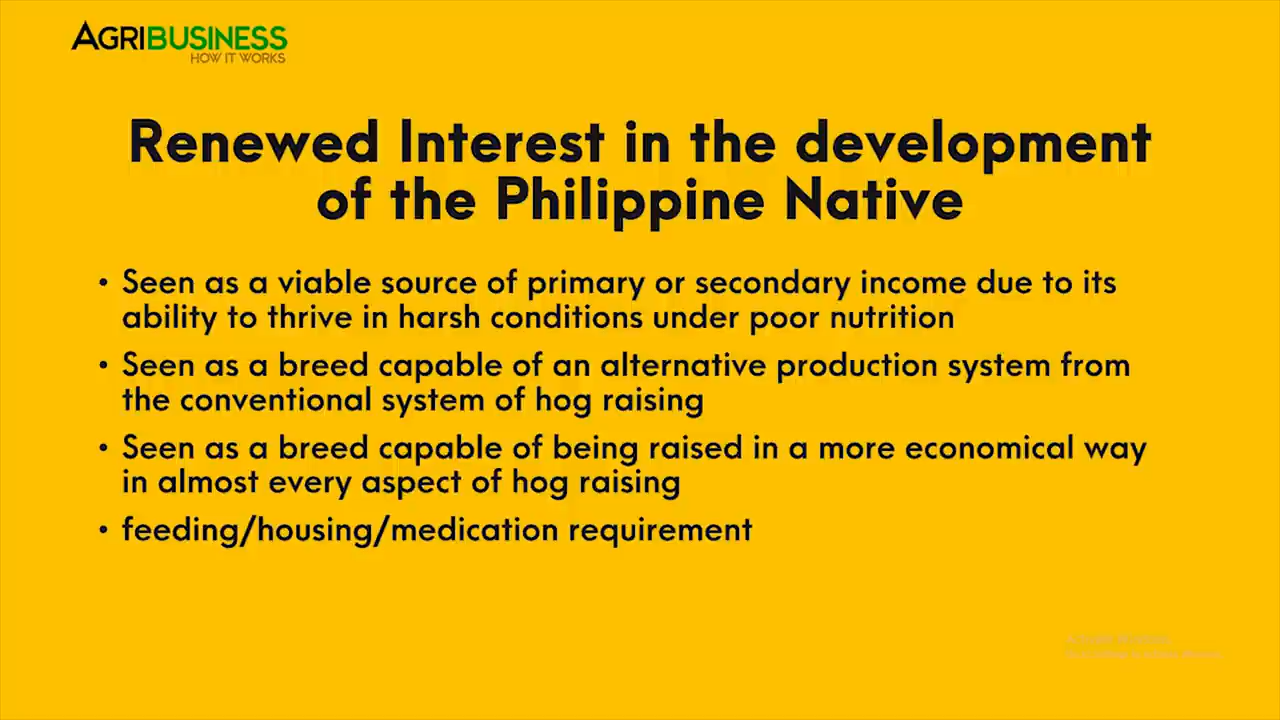 AGRIBUSINESS
HOW IT WORKS
Renewed Interest in the development
of the Philippine Native
• Seen as a viable source of primary or secondary income due to its
ability to thrive in harsh conditions under poor nutrition
• Seen as a breed capable of an alternative production system from
the conventional system of hog raising
• Seen as a breed capable of being raised in a more economical way
in almost every aspect of hog raising
• feeding/housing/medication requirement